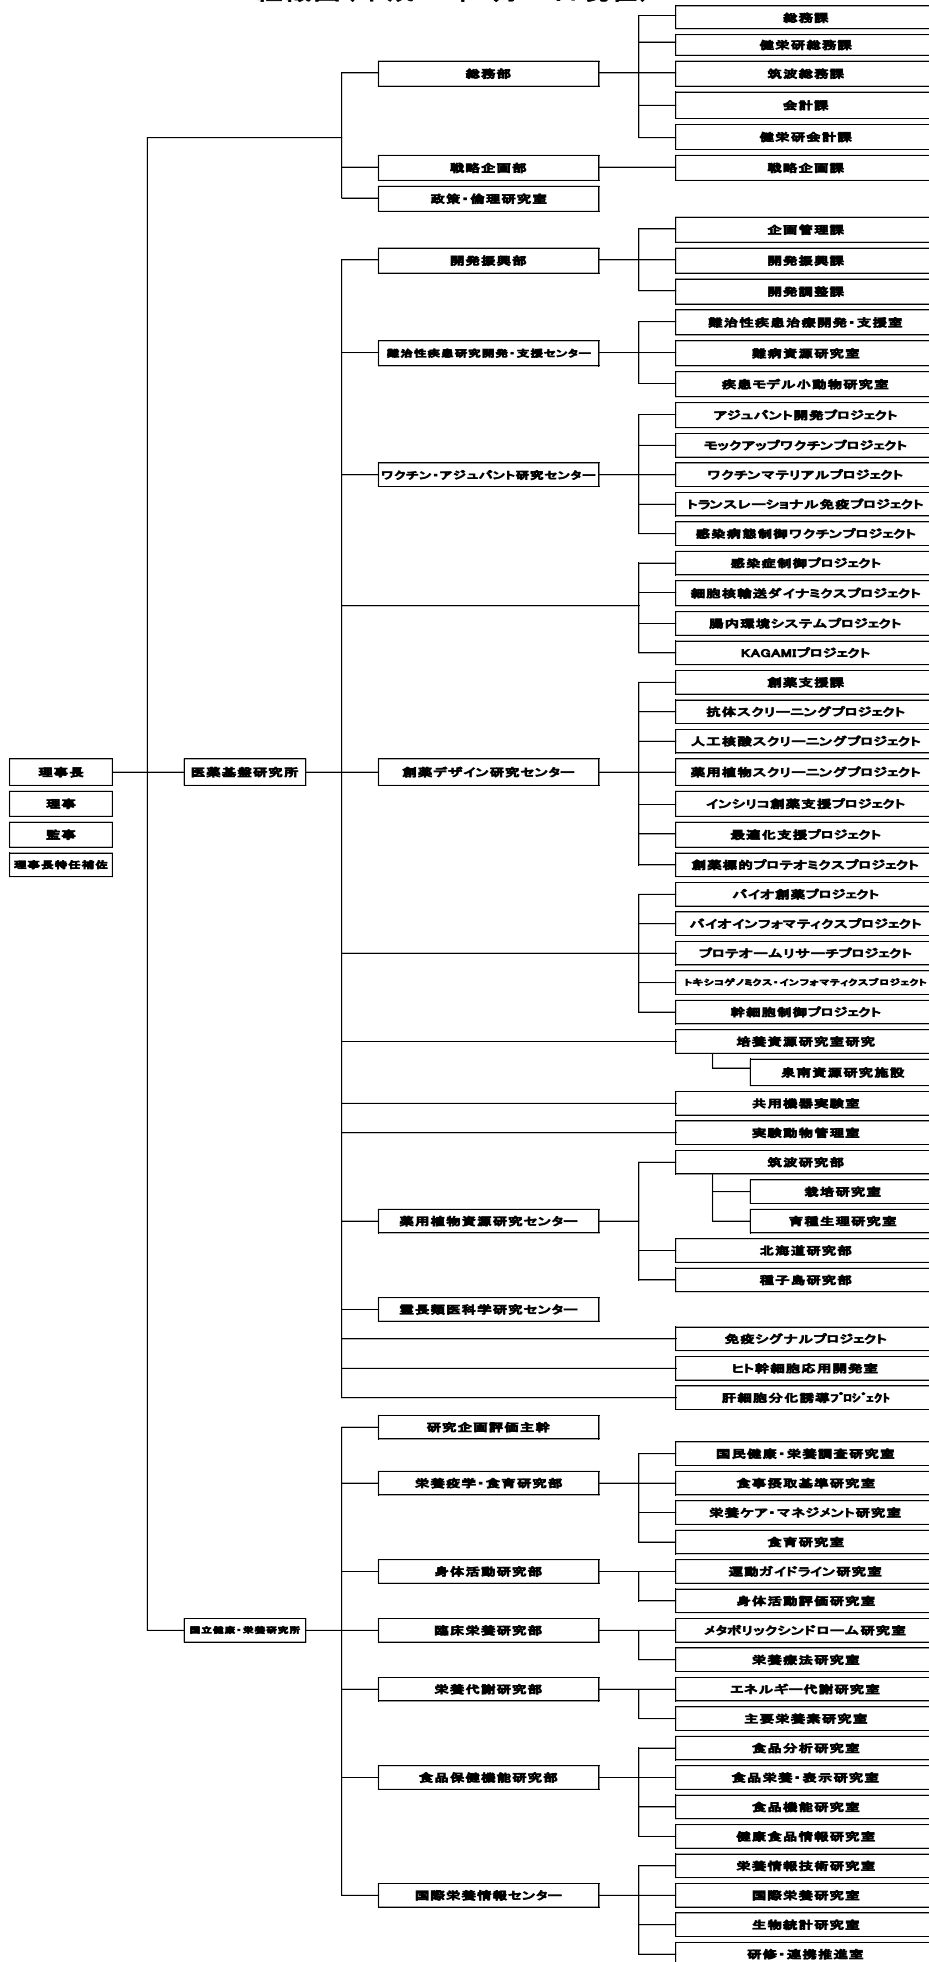 総務課
健栄研総務課
総務部
筑波総務課
会計課
健栄研会計課
戦略企画部
戦略企画課
政策・倫理研究室
企画管理課
開発振興部
開発振興課
開発調整課
難治性疾患治療開発・支援室
難治性疾患研究開発・支援センター
難病資源研究室
疾患モデル小動物研究室
アジュバント開発プロジェクト
モックアップワクチンプロジェクト
ワクチン・アジュバント研究センター
ワクチンマテリアルプロジェクト
トランスレーショナル免疫プロジェクト
感染病態制御ワクチンプロジェクト
感染症制御プロジェクト
細胞核輸送ダイナミクスプロジェクト
腸内環境システムプロジェクト
KAGAMIプロジェクト
創薬支援課
抗体スクリーニングプロジェクト
人工核酸スクリーニングプロジェクト
理事長
医薬基盤研究所
創薬デザイン研究センター
薬用植物スクリーニングプロジェクト
理事
インシリコ創薬支援プロジェクト
監事
最適化支援プロジェクト
理事長特任補佐
創薬標的プロテオミクスプロジェクト
バイオ創薬プロジェクト
バイオインフォマティクスプロジェクト
プロテオームリサーチプロジェクト
トキシコゲノミクス・インフォマティクスプロジェクト
幹細胞制御プロジェクト
培養資源研究室研究
泉南資源研究施設
共用機器実験室
実験動物管理室
筑波研究部
栽培研究室
薬用植物資源研究センター
育種生理研究室
北海道研究部
種子島研究部
霊長類医科学研究センター
免疫シグナルプロジェクト
ヒト幹細胞応用開発室
肝細胞分化誘導プロジェクト
研究企画評価主幹
国民健康・栄養調査研究室
栄養疫学・食育研究部
食事摂取基準研究室
栄養ケア・マネジメント研究室
食育研究室
身体活動研究部
運動ガイドライン研究室
身体活動評価研究室
国立健康・栄養研究所
臨床栄養研究部
メタボリックシンドローム研究室
栄養療法研究室
栄養代謝研究部
エネルギー代謝研究室
主要栄養素研究室
食品分析研究室
食品保健機能研究部
食品栄養・表示研究室
食品機能研究室
健康食品情報研究室
栄養情報技術研究室
国際栄養情報センター
国際栄養研究室
生物統計研究室
研修・連携推進室